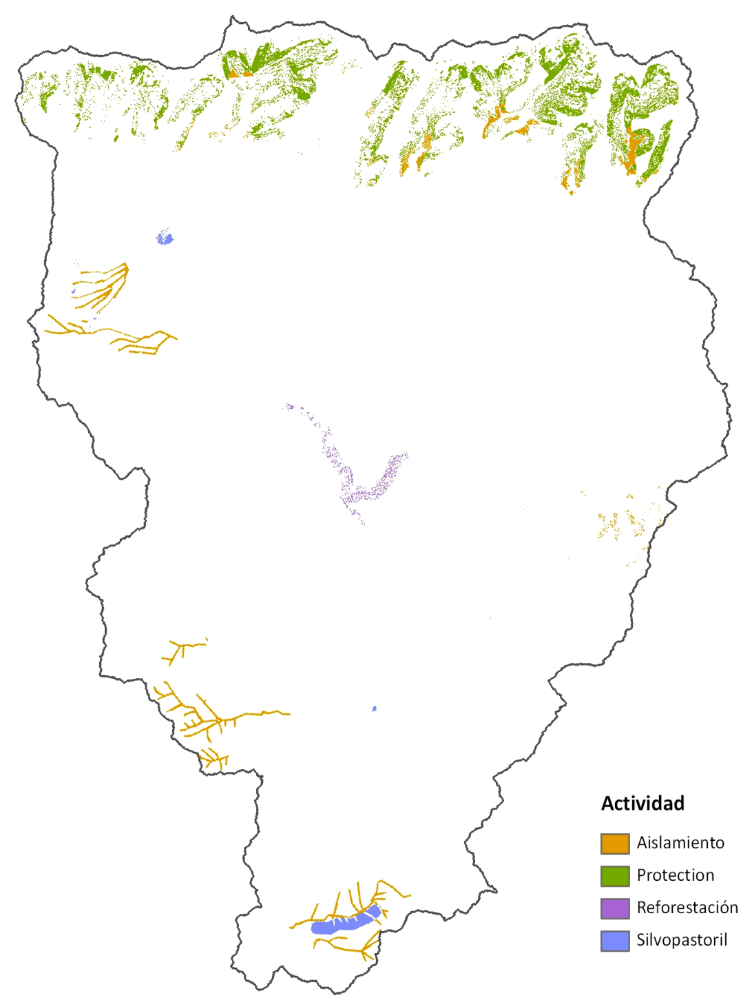 Actividad
Aislamiento
Protection
Reforestación
Silvopastoril